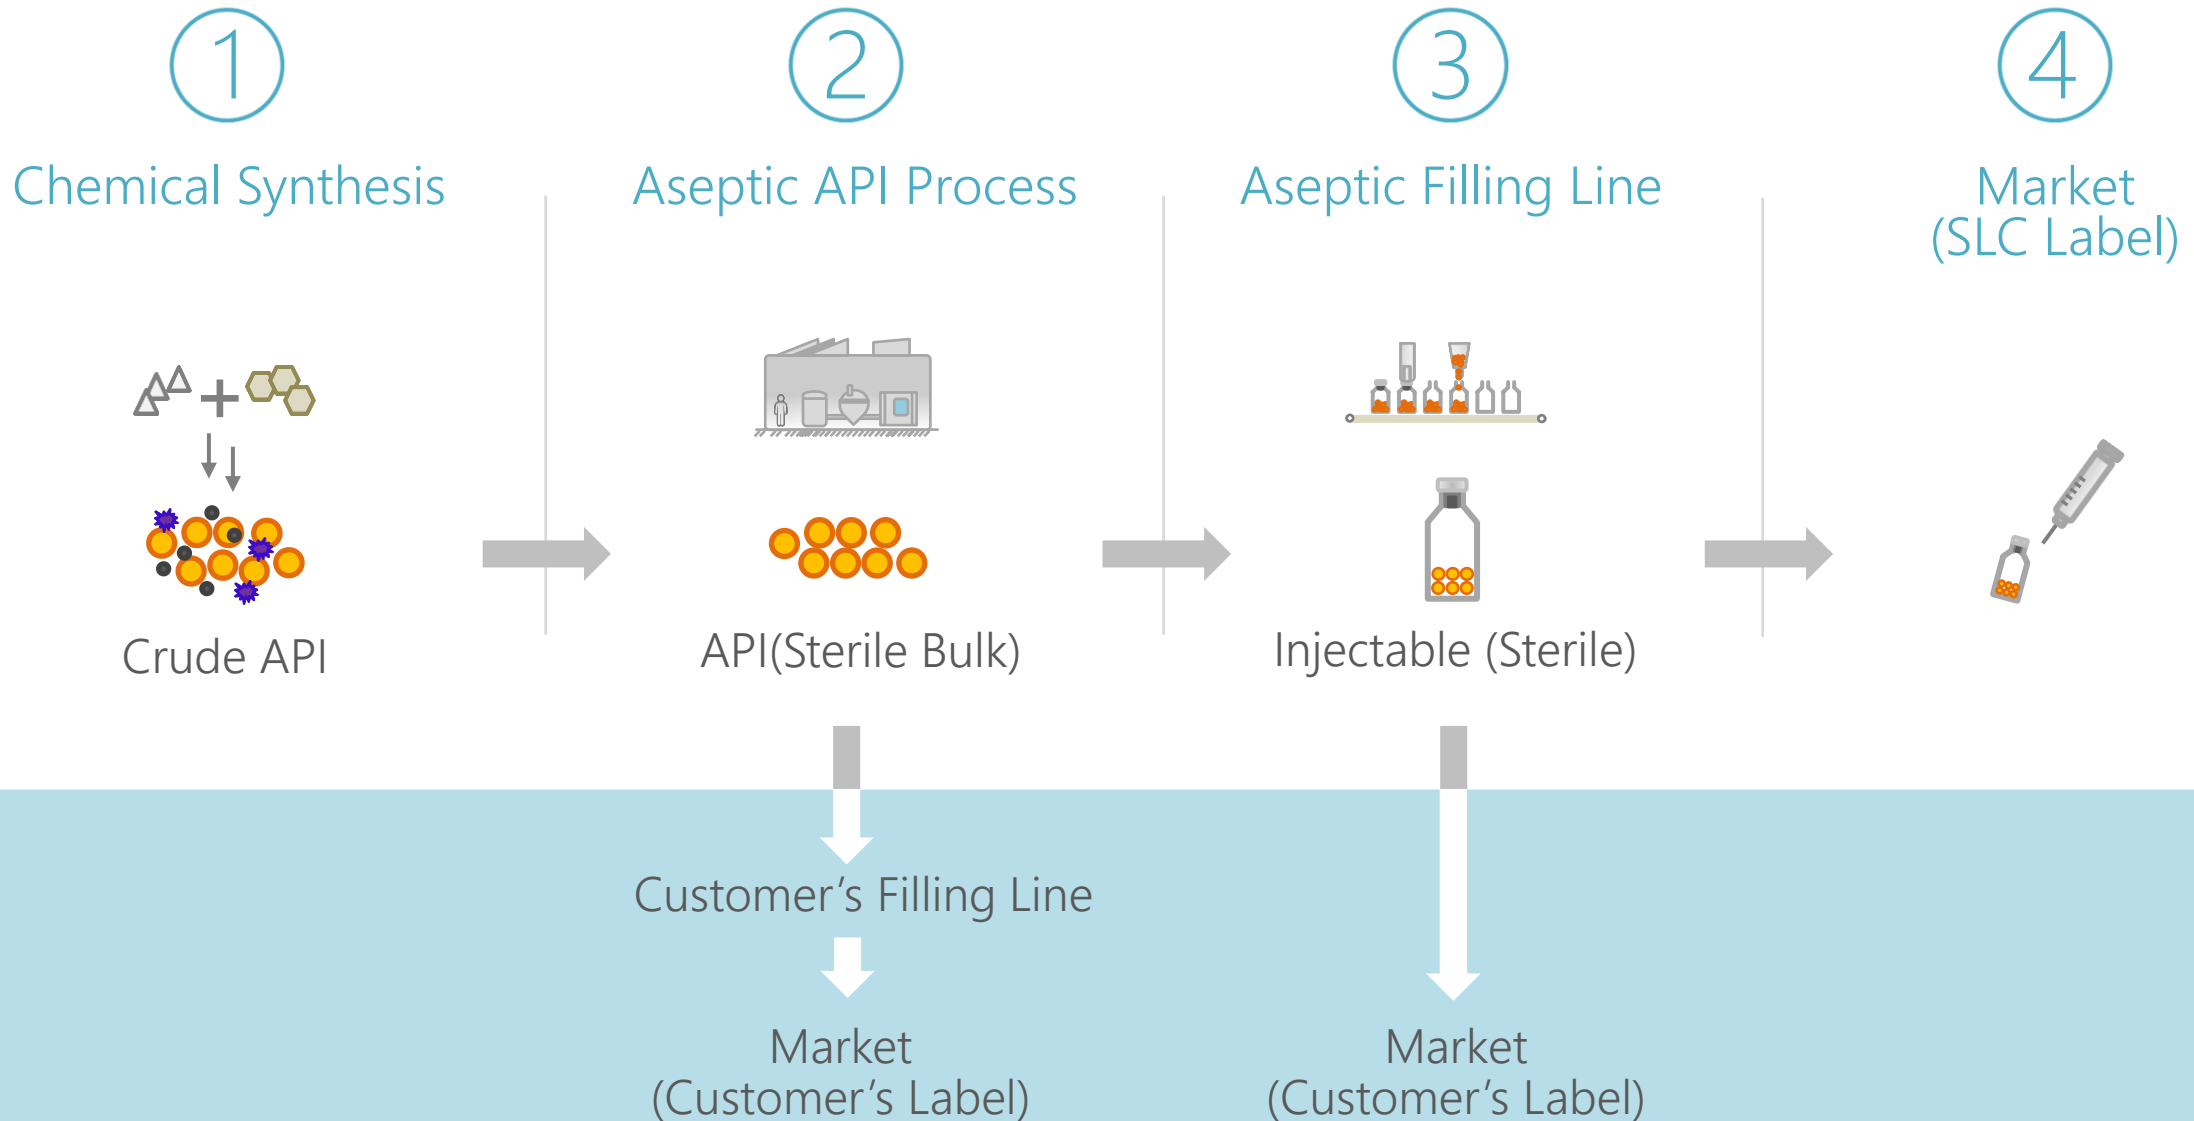 1
Chemical Synthesis
Crude API
2
Aseptic API Process
API(Sterile Bulk)
3
Aseptic Filling Line
Injectable (Sterile)
4
Market
(SLC Label)
Customer’s Filling Line
Market
(Customer’s Label)
Market
(Customer’s Label)